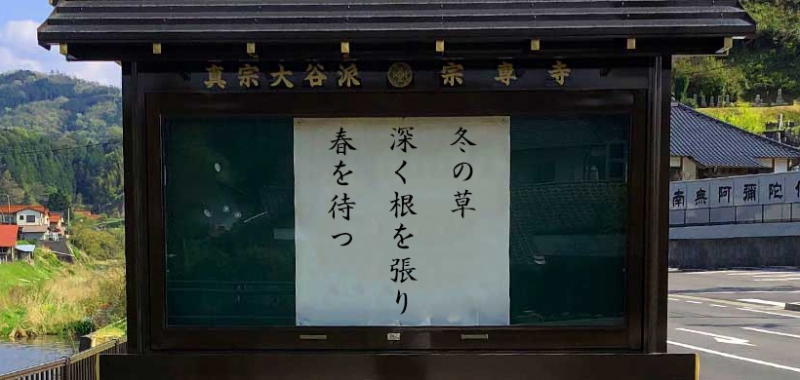 真宗大谷派 宗専寺
冬の草
深く根を張り
春を待つ
南無阿彌陀